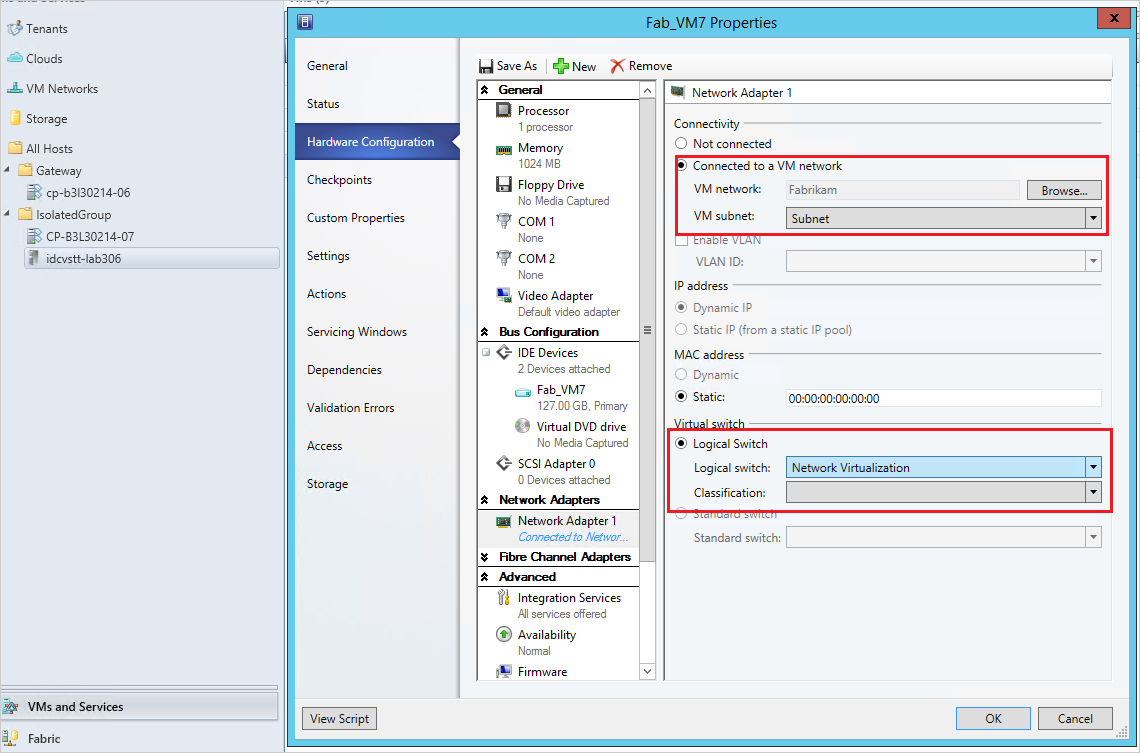 Fab_VM7 Properties
Tenants
Clouds
VM Networks
Storage
All Hosts
Gateway
cp-b3l30214-06
IsolatedGroup
CP-B3L30214-07
idcvstt-lab306
VMs and Services
Fabric
General
Status
Hardware Configuration
Checkpoints
Custom Properties
Settings
Actions
Servicing Windows
Dependencies
Validation Errors
Access
Storage
Save As New Remove
General
Processor
1 processor
Memory
1024 MB
Floppy Drive
No Media Captured
COM 1
None
COM 2
None
Video Adapter
Default video adapter
Bus Configuration
IDE Devices
2 Devices attached
Fab_VM7
127.00 GB, Primary
Virtual DVD drive
No Media Captured
SCSI Adapter 0
0 Devices attached
Network Adapters
Network Adapter 1
Connected to Networ...
Fibre Channel Adapters
Advanced
Integration Services
All services offered
Availability
Normal
Firmware
Network Adapter 1
Connectivity
Not connected
Connected to a VM network
VM network: Fabrikam Browse...
VM subnet: Subnet
Enable VLAN
VLAN ID:
IP address
Dynamic IP
Static IP (from a static IP pool)
MAC address
Dynamic
Static: 00:00:00:00:00:00
Virtual switch
Logical Switch
Logical switch: Network Virtualization
Classification:
Standard switch
Standard switch:
View Script OK Cancel